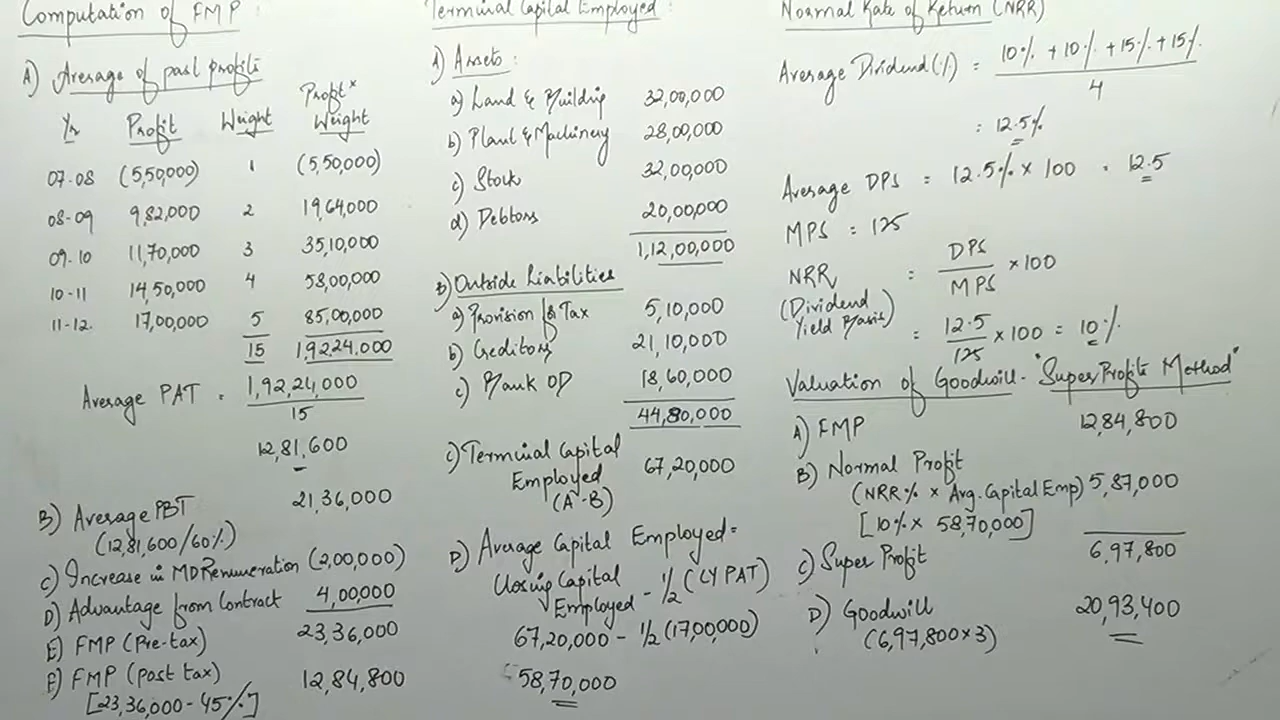 Computation of FMP :
A) Average of past profits
Yr Profit Weight Profit × Weight
07-08 (5,50,000) 1 (5,50,000)
08-09 9,82,000 2 19,64,000
09-10 11,70,000 3 35,10,000
10-11 14,50,000 4 58,00,000
11-12. 17,00,000 5 85,00,000
15 1,92,24,000
Average PAT = 1,92,24,000
15
12,81,600
B) Average PBT 21,36,000
(12,81,600/60%)
C) Increase in MD Remuneration (2,00,000)
D) Advantage from Contract 4,00,000
E) FMP (Pre-tax) 23,36,000
F) FMP (post tax) 12,84,800
[23,36,000 - 45%]
Terminal Capital Employed :
A) Assets :
a) Land & Building 32,00,000
b) Plant & Machinery 28,00,000
c) Stock 32,00,000
d) Debtors 20,00,000
1,12,00,000
B) Outside Liabilities
a) Provision for Tax 5,10,000
b) Creditors 21,10,000
c) Bank OD 18,60,000
44,80,000
C) Terminal Capital
Employed 67,20,000
(A - B)
D) Average Capital Employed =
Closing Capital
Employed - 1/2 (CY PAT)
67,20,000 - 1/2 (17,00,000)
58,70,000
Normal Rate of Return (NRR)
Average Dividend (%) = 10% + 10% + 15% + 15%
4
= 12.5%
Average DPS = 12.5% × 100 = 12.5
MPS = 125
NRR = DPS
MPS × 100
(Dividend
Yield Basis)
= 12.5
125 × 100 = 10%
Valuation of Goodwill - "Super Profits Method"
A) FMP 12,84,800
B) Normal Profit
(NRR% × Avg. Capital Emp) 5,87,000
[10% × 58,70,000]
C) Super Profit 6,97,800
D) Goodwill 20,93,400
(6,97,800 × 3)